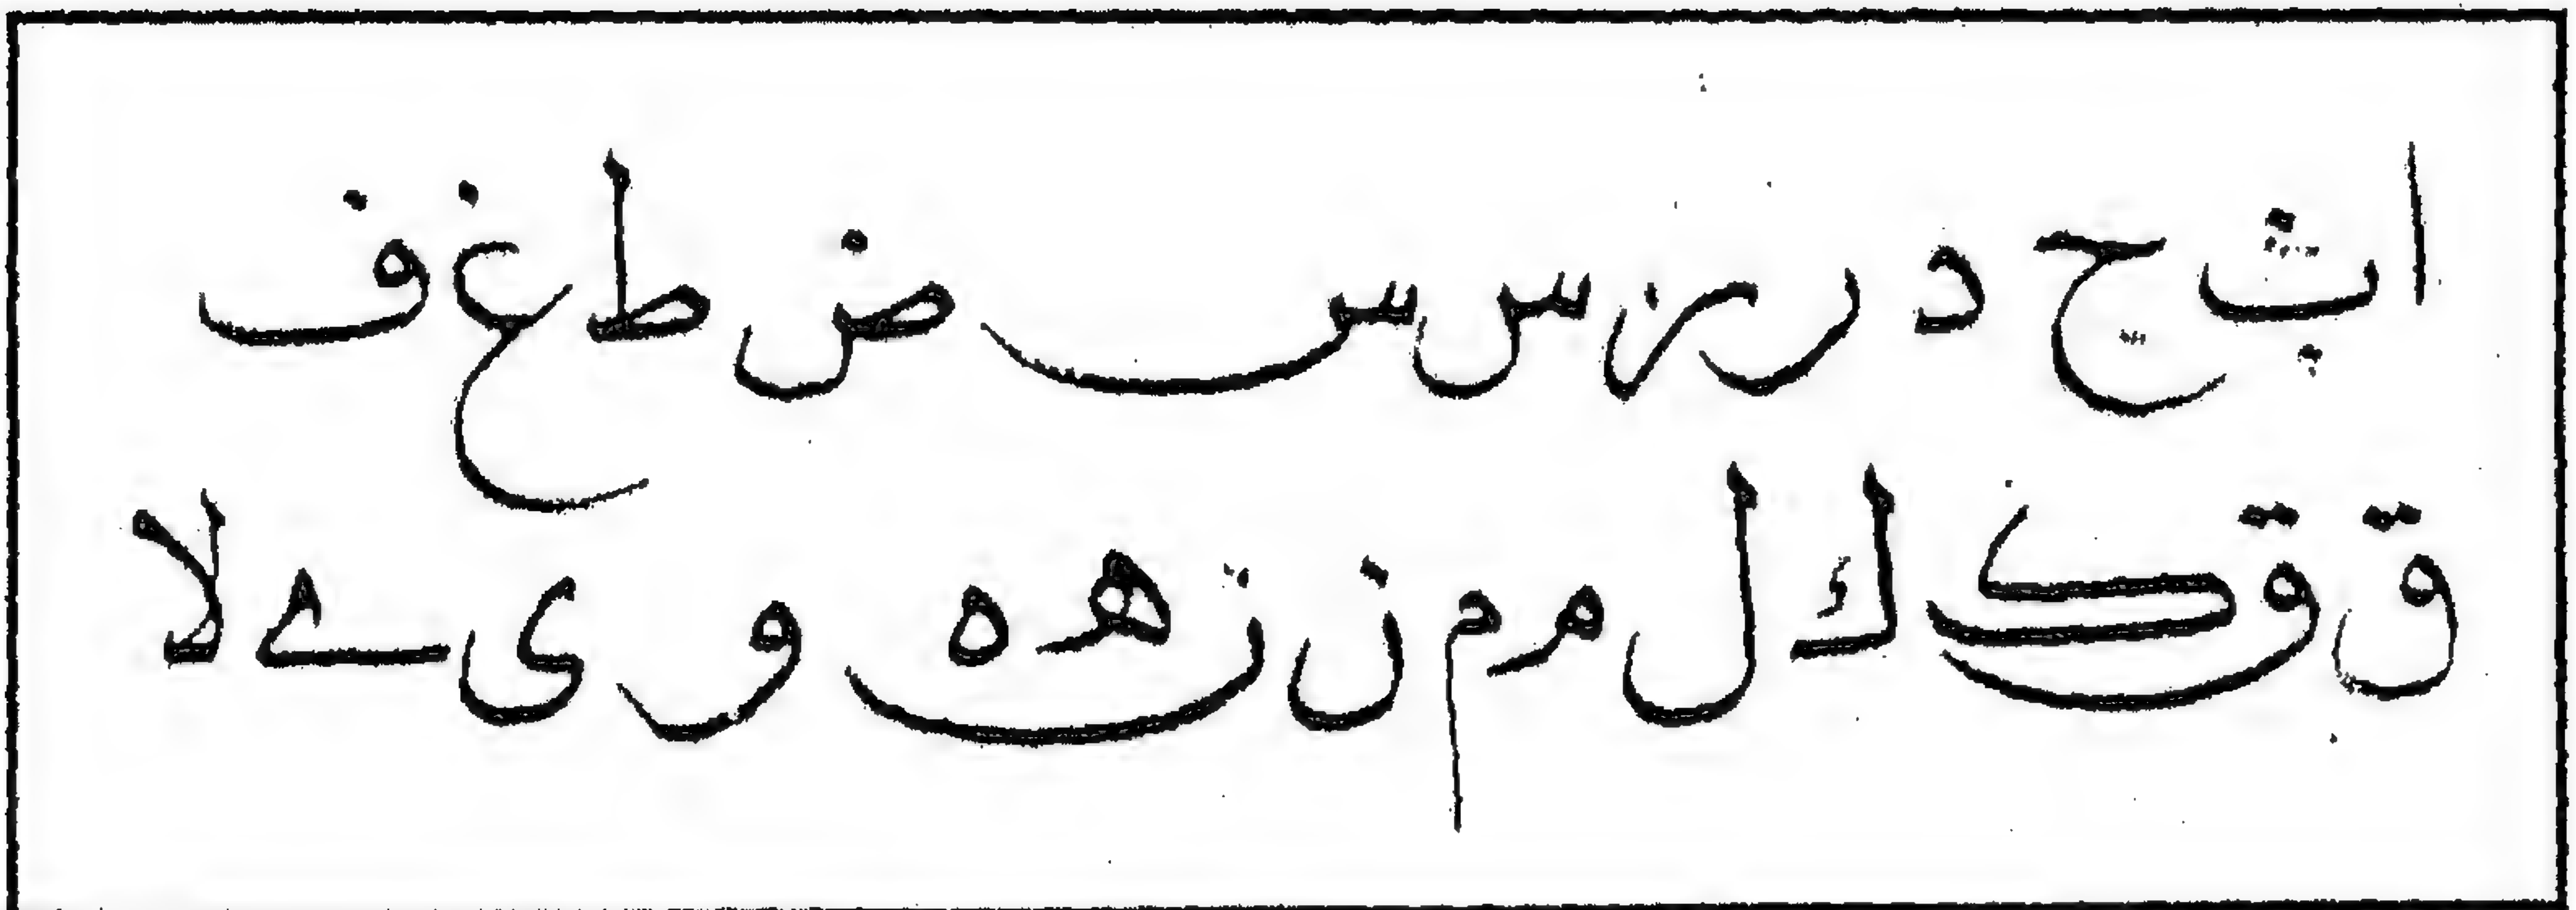 ا ث ج د ر ز س س ض ط غ ف
ق ق ک ك ل م م ن ن ه ه و ى ے لا